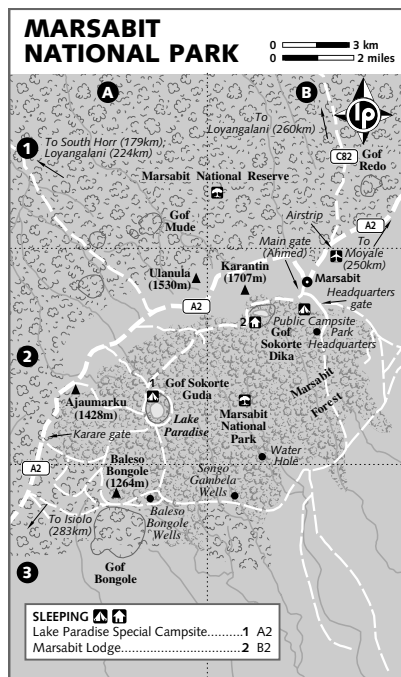 MARSABIT
NATIONAL PARK
0 3 km
0 2 miles
A
B
1
To
Loyangalani (260km)
lp
To South Horr (179km);
Loyangalani (224km)
C82
Gof
Redo
Marsabit National Reserve
Airstrip
A2
Gof
Mude
Main gate
(Ahmed)
To
Moyale
(250km)
Ulanula
(1530m)
Karantin
(1707m)
Marsabit
Headquarters
gate
A2
2
Public Campsite
Gof
Sokorte
Dika
Park
Headquarters
2
1
Gof Sokorte
Guda
Marsabit
Forest
Ajaumarku
(1428m)
Lake
Paradise
Marsabit
National
Park
Karare gate
A2
Baleso
Bongole
(1264m)
Songo
Gambela
Wells
Water
Hole
To Isiolo
(283km)
Baleso
Bongole
Wells
Gof
Bongole
3
SLEEPING
Lake Paradise Special Campsite..........1 A2
Marsabit Lodge...................................2 B2